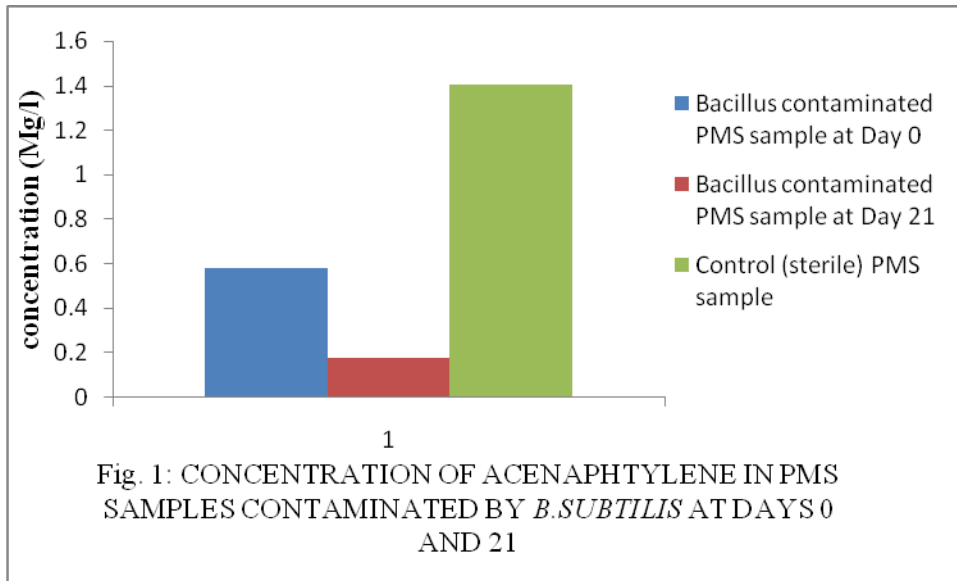 1.6
1.4
1.2
1
0.8
0.6
0.4
0.2
0
concentration (Mg/l)
1
Bacillus contaminated
PMS sample at Day 0
Bacillus contaminated
PMS sample at Day 21
Control (sterile) PMS
sample
Fig. 1: CONCENTRATION OF ACENAPHTYLENE IN PMS
SAMPLES CONTAMINATED BY B.SUBTILIS AT DAYS 0
AND 21